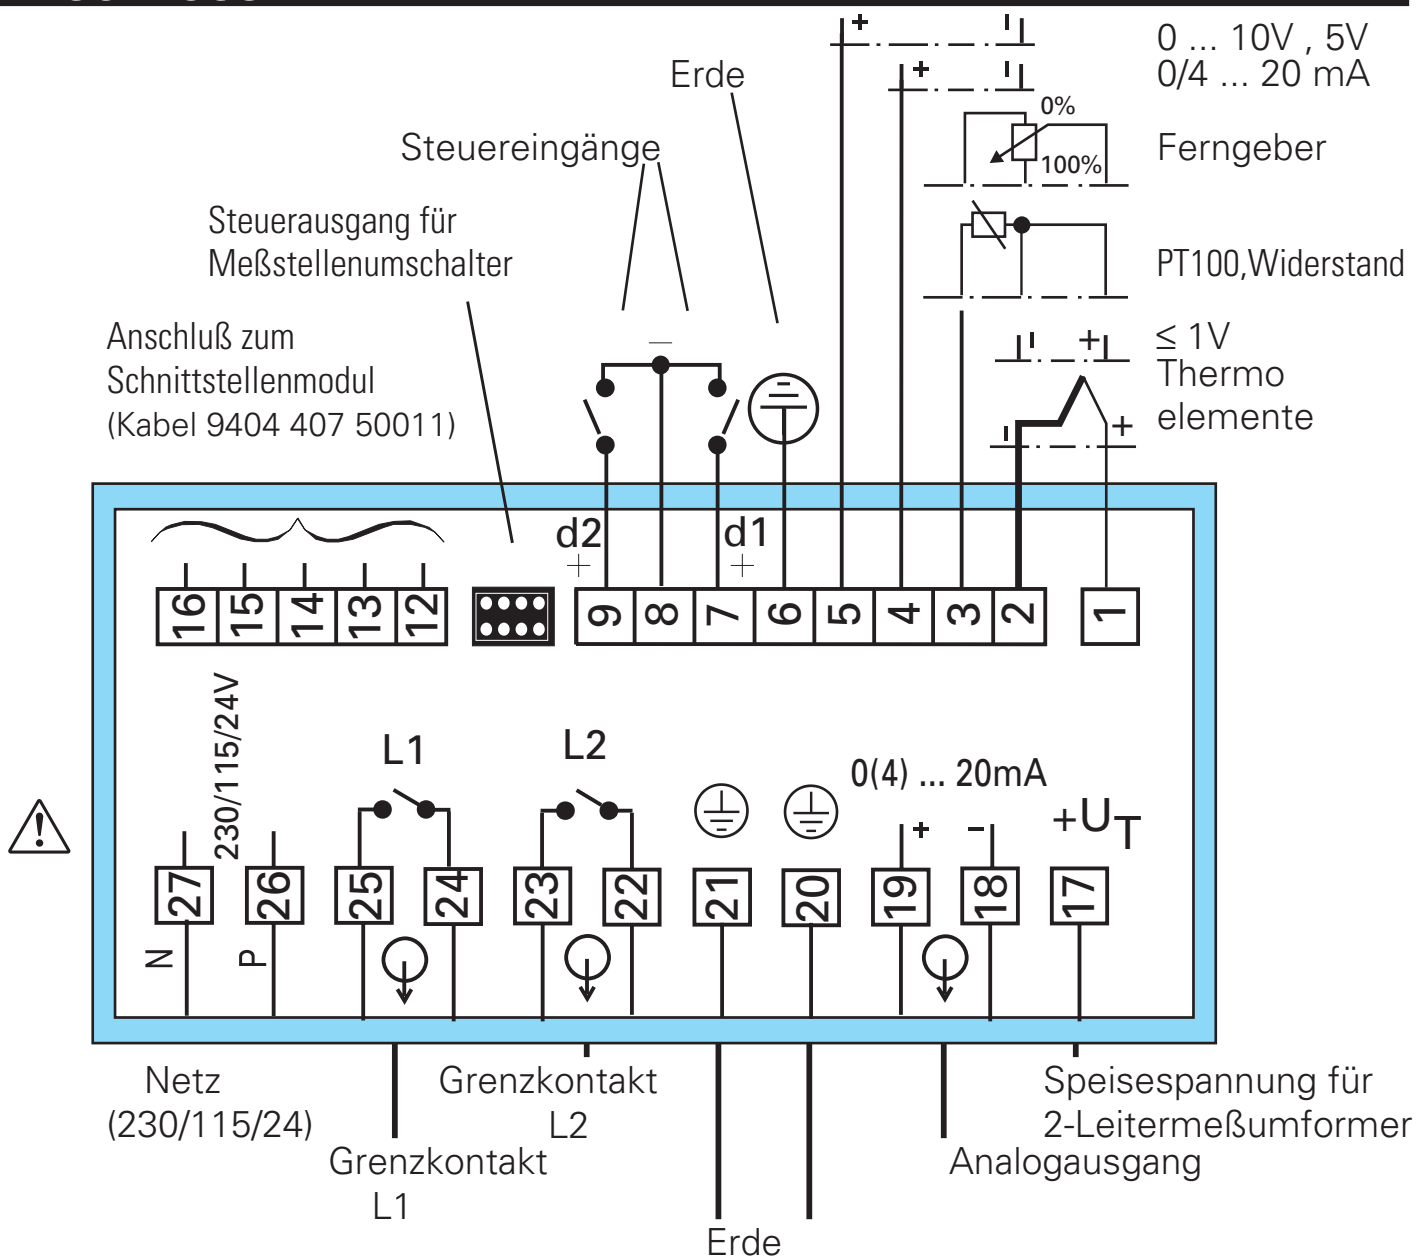 0 ... 10V , 5V
0/4 ... 20 mA
Erde
0%
100%
Ferngeber
Steuereingänge
Steuerausgang für
Meßstellenumschalter
PT100,Widerstand
Anschluß zum
Schnittstellenmodul
(Kabel 9404 407 50011)
≤ 1V
Thermo
elemente
d2
d1
16 15 14 13 12
9 8 7 6 5 4 3 2 1
230/115/24V
L1
L2
0(4) ... 20mA
+UT
27 26 25 24 23 22 21 20 19 18 17
N
P
Netz
(230/115/24)
Grenzkontakt
L2
Speisespannung für
2-Leitermeßumformer
Grenzkontakt
L1
Analogausgang
Erde